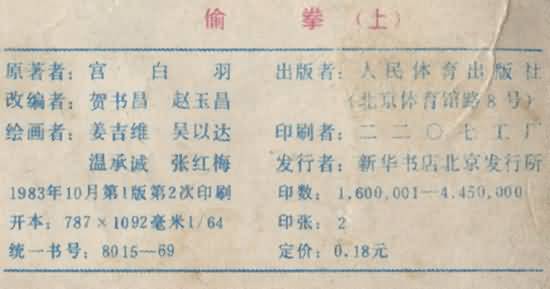 偷 拳（上）
原著者：宫 白 羽
改编者：贺书昌 赵玉昌
绘画者：姜吉维 吴以达
温承诚 张红梅
1983年10月第1版第2次印刷
开本：787×1092毫米1/64
统一书号：8015—69
出版者：人民体育出版社
（北京体育馆路8号）
印刷者：二二〇七工厂
发行者：新华书店北京发行所
印数：1,600,001—4,450,000
印张：2
定价：0.18元